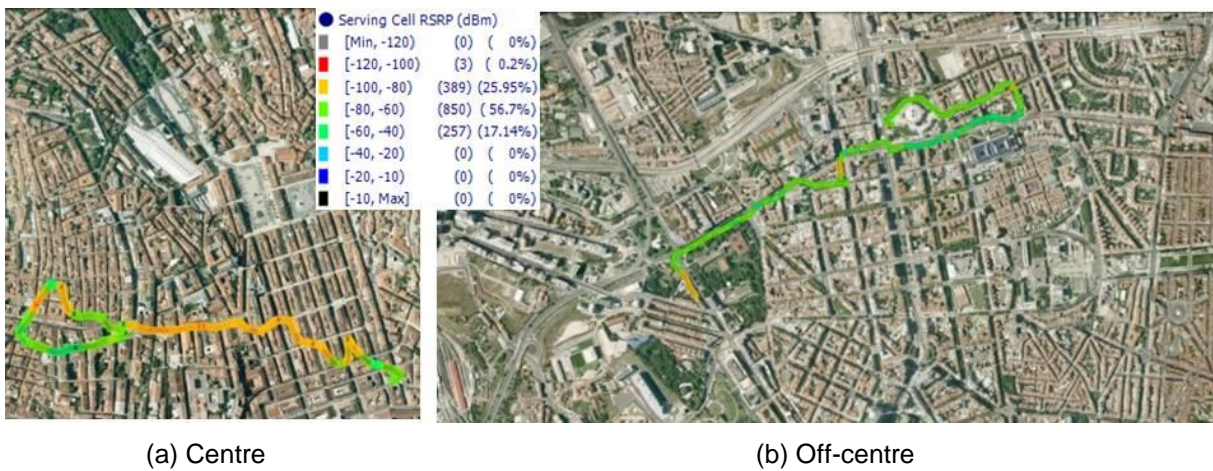 Serving Cell RSRP (dBm)
[Min, -120) (0) ( 0%)
[-120, -100) (3) ( 0.2%)
[-100, -80) (389) (25.95%)
[-80, -60) (850) ( 56.7%)
[-60, -40) (257) (17.14%)
[-40, -20) (0) ( 0%)
[-20, -10) (0) ( 0%)
[-10, Max] (0) ( 0%)
(a) Centre
(b) Off-centre